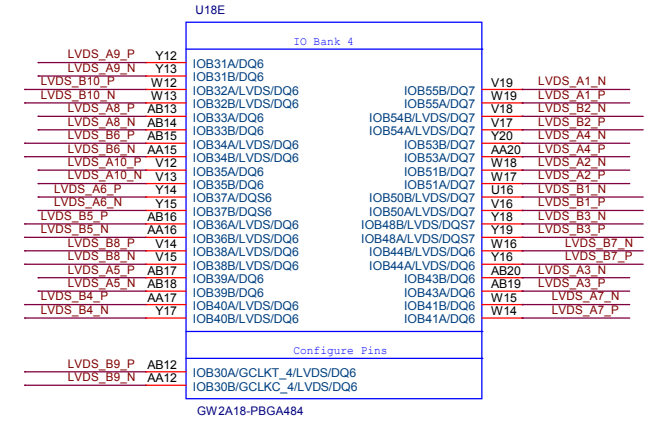 U18E
IO Bank 4
LVDS_A9_P Y12 IOB31A/DQ6
LVDS_A9_N Y13 IOB31B/DQ6
LVDS_B10_P W12 IOB32A/LVDS/DQ6 IOB55B/DQ7 V19 LVDS_A1_N
LVDS_B10_N W13 IOB32B/LVDS/DQ6 IOB55A/DQ7 W19 LVDS_A1_P
LVDS_A8_P AB13 IOB33A/DQ6 IOB54B/LVDS/DQ7 V18 LVDS_B2_N
LVDS_A8_N AB14 IOB33B/DQ6 IOB54A/LVDS/DQ7 V17 LVDS_B2_P
LVDS_B6_P AB15 IOB34A/LVDS/DQ6 IOB53B/DQ7 Y20 LVDS_A4_N
LVDS_B6_N AA15 IOB34B/LVDS/DQ6 IOB53A/DQ7 AA20 LVDS_A4_P
LVDS_A10_P V12 IOB35A/DQ6 IOB51B/DQ7 W18 LVDS_A2_N
LVDS_A10_N V13 IOB35B/DQ6 IOB51A/DQ7 W17 LVDS_A2_P
LVDS_A6_P Y14 IOB37A/DQS6 IOB50B/LVDS/DQ7 U16 LVDS_B1_N
LVDS_A6_N Y15 IOB37B/DQS6 IOB50A/LVDS/DQ7 V16 LVDS_B1_P
LVDS_B5_P AB16 IOB36A/LVDS/DQ6 IOB48B/LVDS/DQS7 Y18 LVDS_B3_N
LVDS_B5_N AA16 IOB36B/LVDS/DQ6 IOB48A/LVDS/DQS7 Y19 LVDS_B3_P
LVDS_B8_P V14 IOB38A/LVDS/DQ6 IOB44B/LVDS/DQ6 W16 LVDS_B7_N
LVDS_B8_N V15 IOB38B/LVDS/DQ6 IOB44A/LVDS/DQ6 Y16 LVDS_B7_P
LVDS_A5_P AB17 IOB39A/DQ6 IOB43B/DQ6 AB20 LVDS_A3_N
LVDS_A5_N AB18 IOB39B/DQ6 IOB43A/DQ6 AB19 LVDS_A3_P
LVDS_B4_P AA17 IOB40A/LVDS/DQ6 IOB41B/DQ6 W15 LVDS_A7_N
LVDS_B4_N Y17 IOB40B/LVDS/DQ6 IOB41A/DQ6 W14 LVDS_A7_P
Configure Pins
LVDS_B9_P AB12 IOB30A/GCLKT_4/LVDS/DQ6
LVDS_B9_N AA12 IOB30B/GCLKC_4/LVDS/DQ6
GW2A18-PBGA484